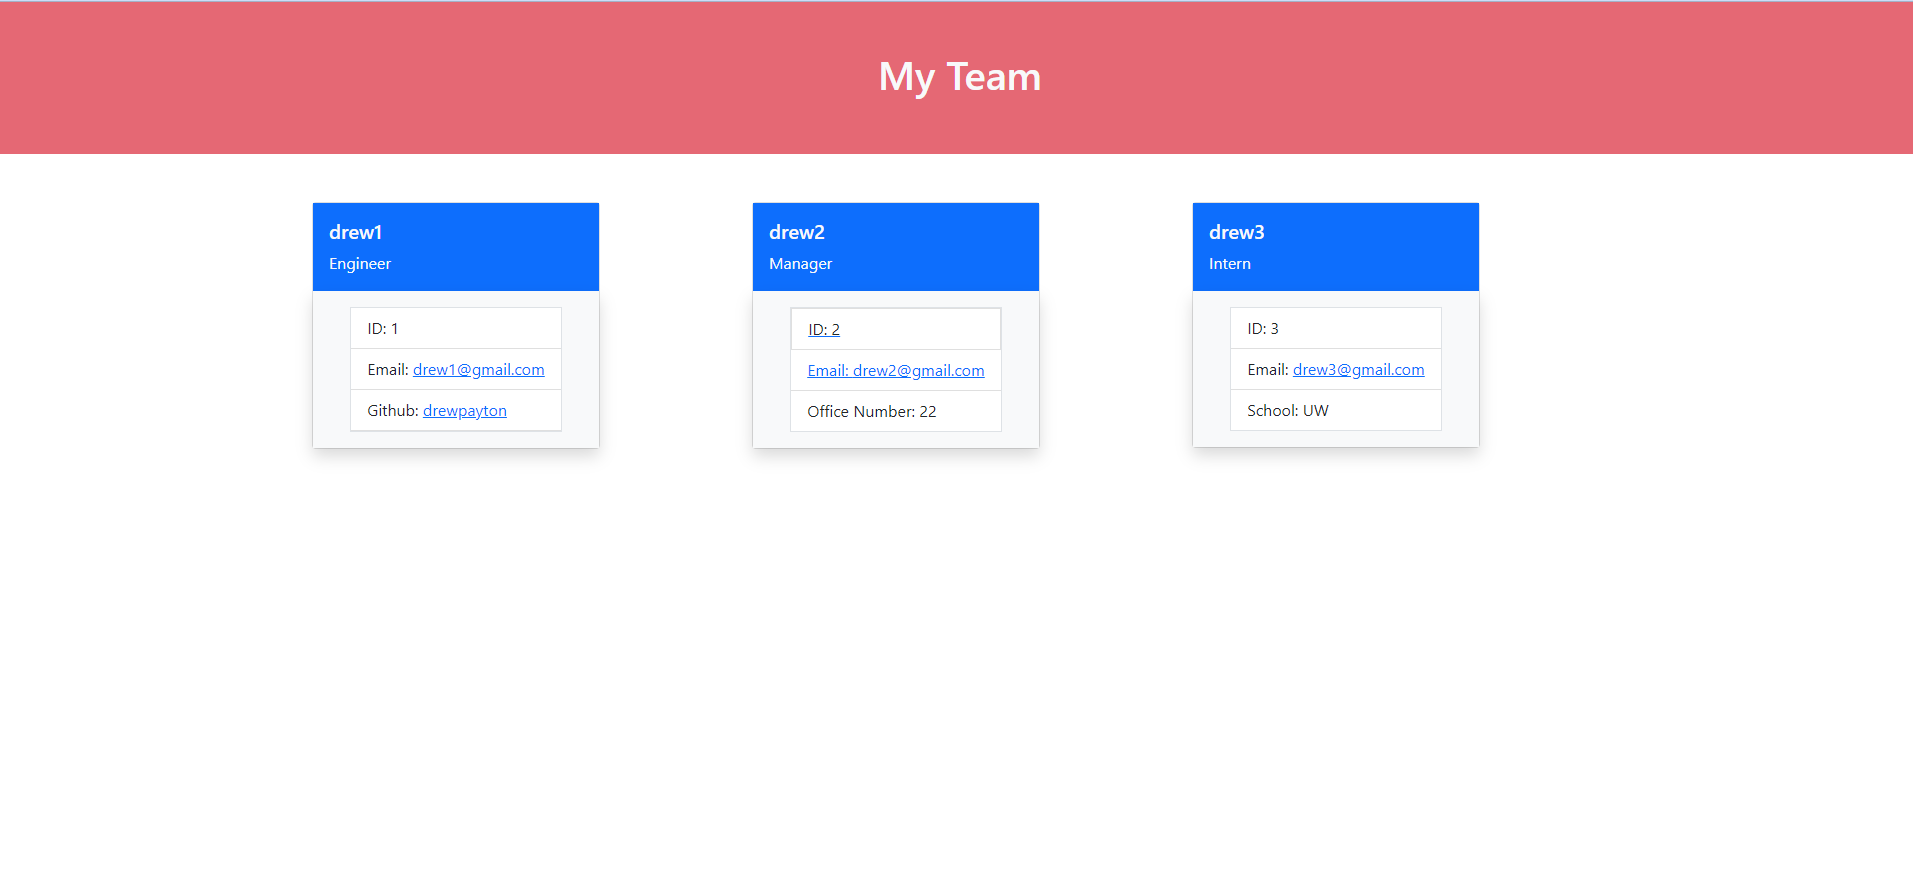 My Team
drew1
Engineer
ID: 1
Email: drew1@gmail.com
Github: drewpayton
drew2
Manager
ID: 2
Email: drew2@gmail.com
Office Number: 22
drew3
Intern
ID: 3
Email: drew3@gmail.com
School: UW